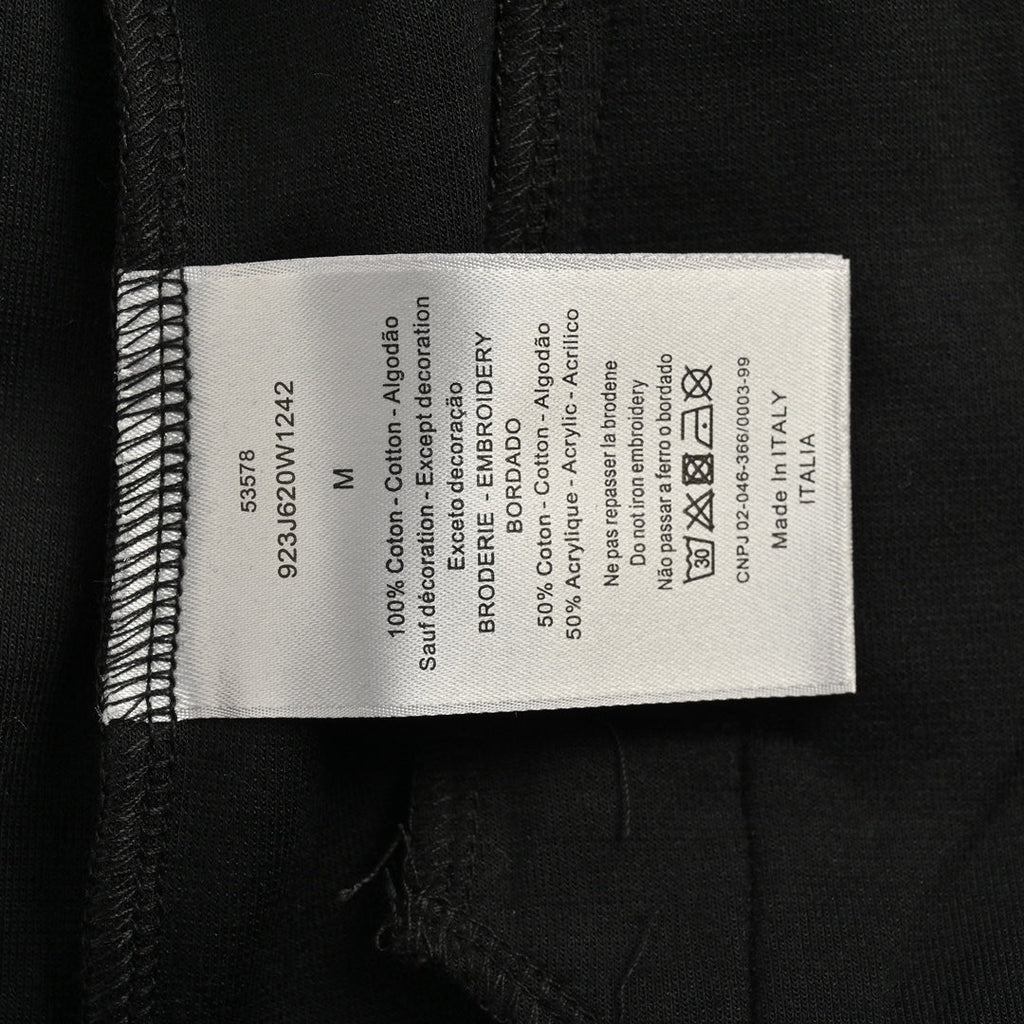 53578
923J620W1242
M
100% Coton - Cotton - Algodão
Sauf décoration - Except decoration
Exceto decoração
BRODERIE - EMBROIDERY
BORDADO
50% Coton - Cotton - Algodão
50% Acrylique - Acrylic - Acrilico
Ne pas repasser la brodene
Do not iron embroidery
Não passar a ferro o bordado
30
CNPJ 02-046-366/0003-99
Made In ITALY
ITALIA